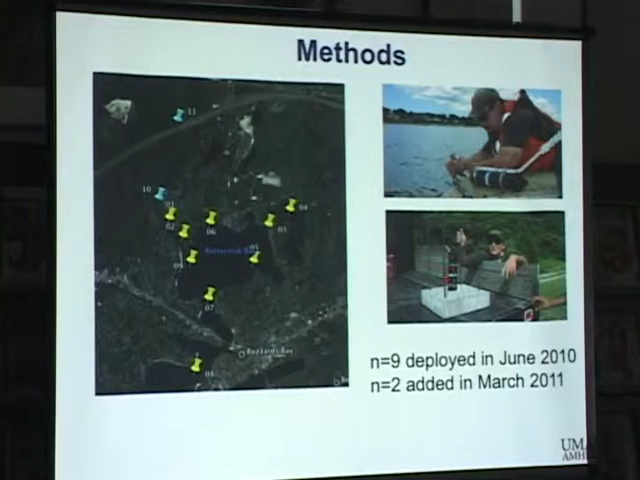 Methods
11
10
01
04
02
06
03
05
09
07
Buzzards Bay
08
n=9 deployed in June 2010
n=2 added in March 2011